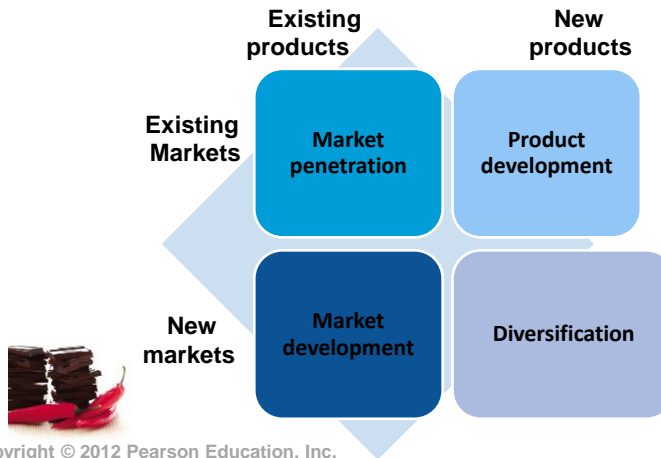 Existing
products
New
products
Existing
Markets
Market
penetration
Product
development
New
markets
Market
development
Diversification
pyright © 2012 Pearson Education, Inc.